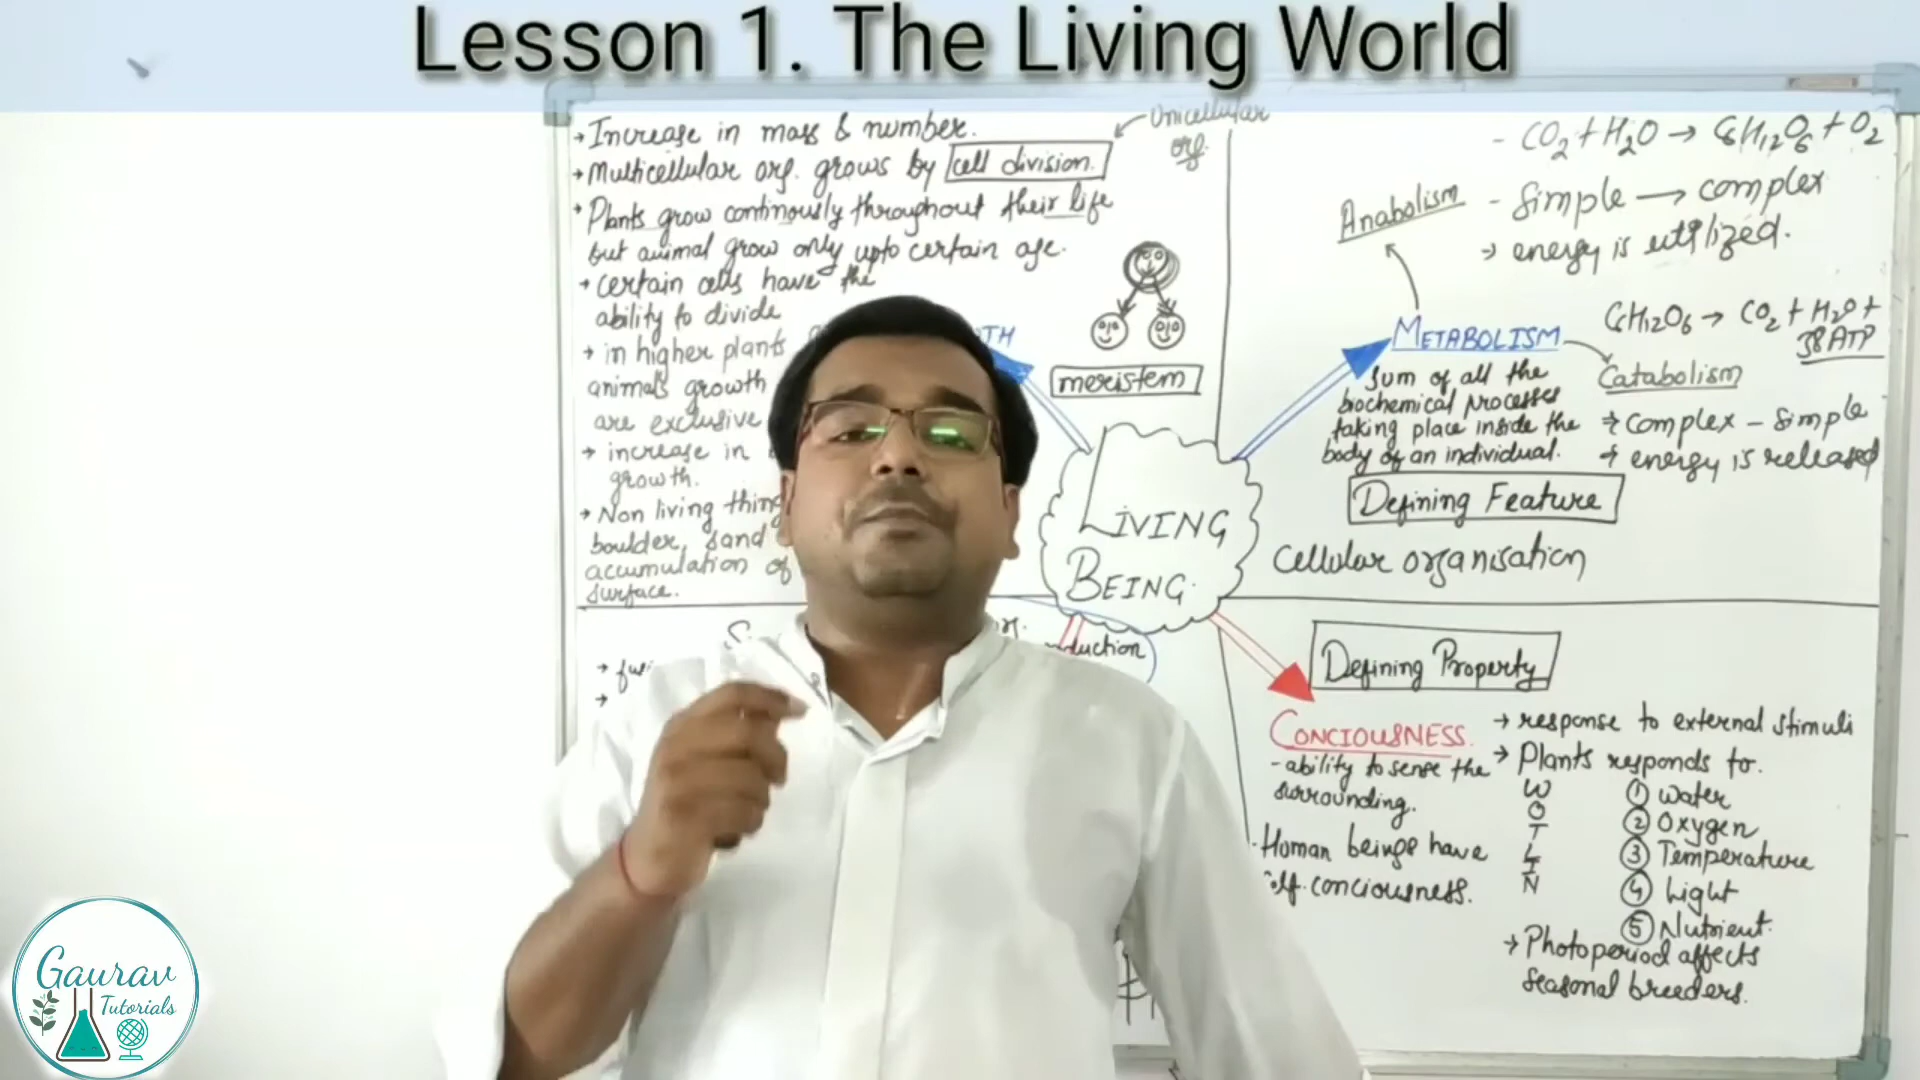 Lesson 1. The Living World
→ Increase in mass & number.
→ Multicellular org. grows by cell division.
Unicellular
org.
→ Plants grow continously throughout their life
but animal grow only upto certain age.
→ certain cells have the
ability to divide
→ in higher plants
animals growth
are exclusive
→ increase in
growth.
→ Non living thing
boulder, sand
accumulation of
surface.
meristem
TH
- CO2 + H2O → C6H12O6 + O2
Anabolism
- Simple → complex
→ energy is utilized.
METABOLISM
C6H12O6 → CO2 + H2O +
38 ATP
Sum of all the
biochemical processes
taking place inside the
body of an individual.
Catabolism
→ complex - simple
→ energy is released
Defining Feature
Cellular organisation
LIVING
BEING
duction
→ fu
→
Defining Property
CONCIOUSNESS.
- ability to sense the
surrounding.
Human beings have
self. conciousness.
→ response to external stimuli
→ Plants responds to.
W
O
T
L
N
① water
② Oxygen
③ Temperature
④ Light
⑤ Nutrient.
→ Photoperiod affects
seasonal breeders.
Gaurav
Tutorials